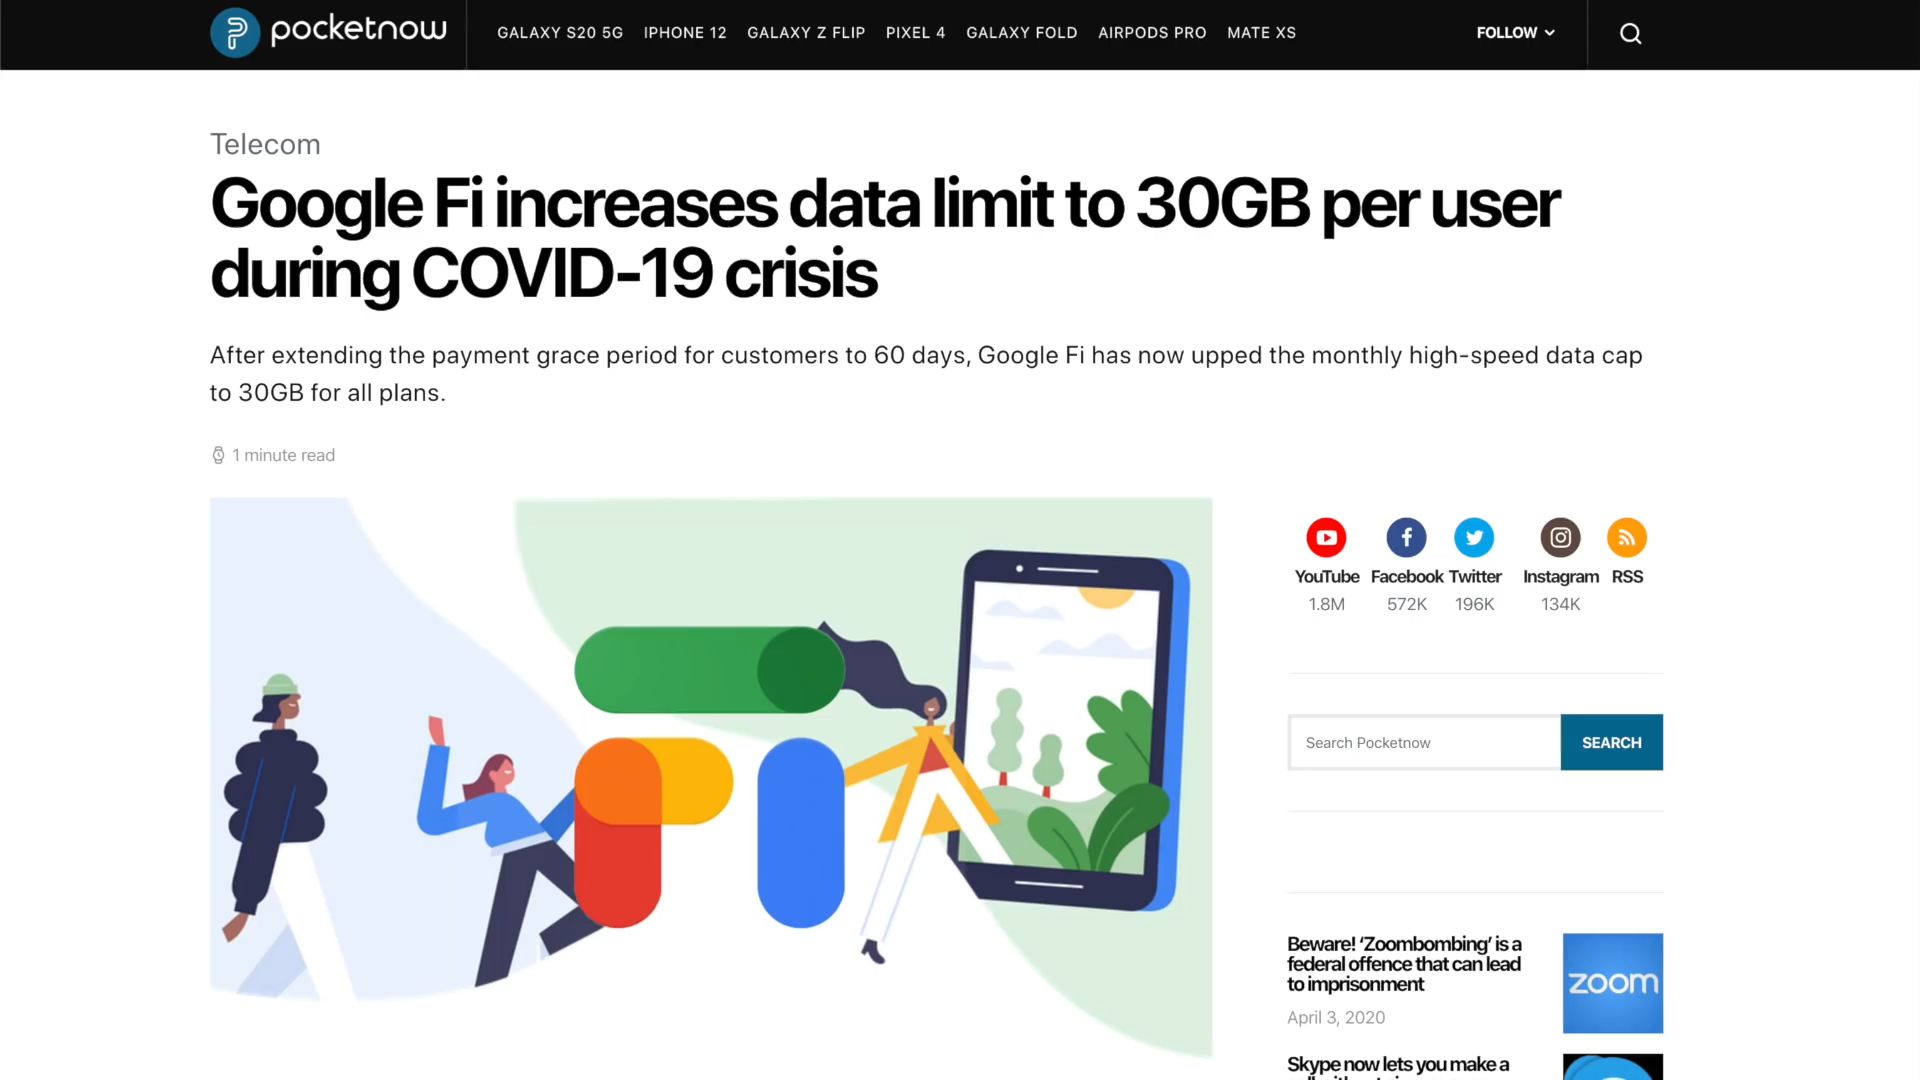 pocketnow
GALAXY S20 5G IPHONE 12 GALAXY Z FLIP PIXEL 4 GALAXY FOLD AIRPODS PRO MATE XS
FOLLOW
Telecom
Google Fi increases data limit to 30GB per user
during COVID-19 crisis
After extending the payment grace period for customers to 60 days, Google Fi has now upped the monthly high-speed data cap
to 30GB for all plans.
1 minute read
YouTube Facebook Twitter Instagram RSS
1.8M 572K 196K 134K
Search Pocketnow SEARCH
Beware! ‘Zoombombing’ is a
federal offence that can lead
to imprisonment
April 3, 2020
zoom
Skype now lets you make a